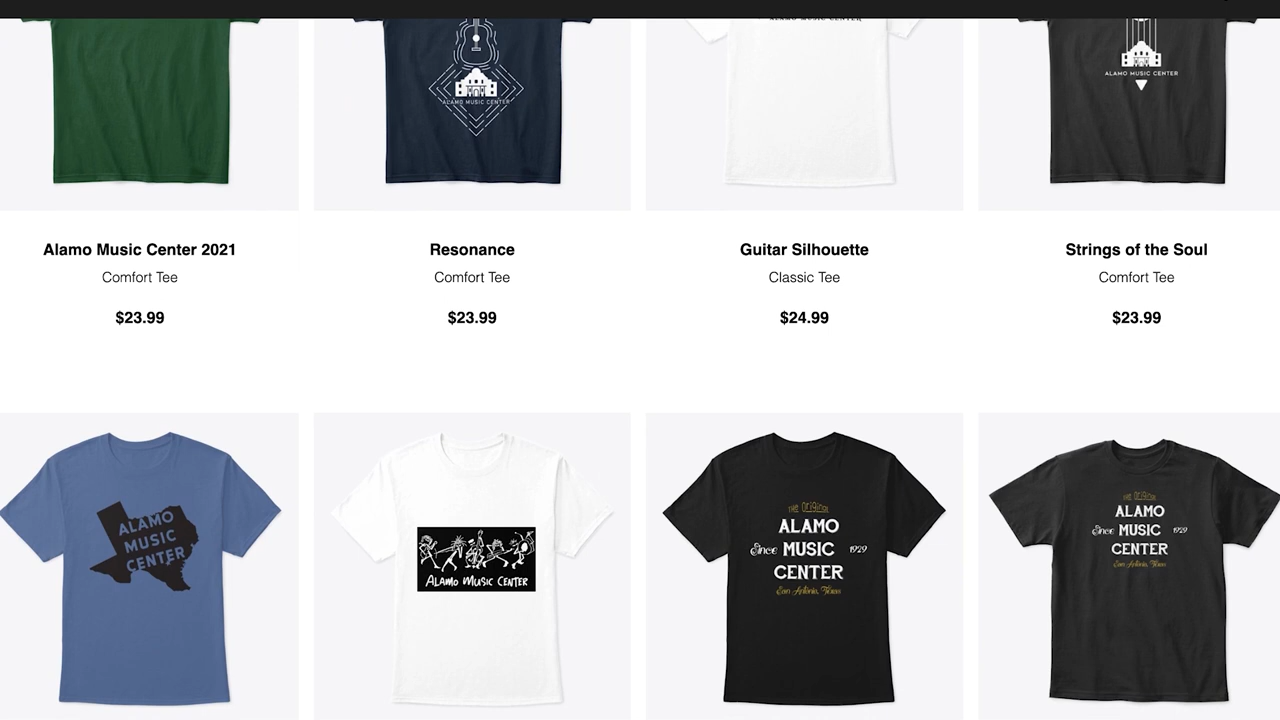 ALAMO MUSIC CENTER
ALAMO MUSIC CENTER
ALAMO MUSIC CENTER
Alamo Music Center 2021
Comfort Tee
$23.99
Resonance
Comfort Tee
$23.99
Guitar Silhouette
Classic Tee
$24.99
Strings of the Soul
Comfort Tee
$23.99
ALAMO
MUSIC
CENTER
ALAMO MUSIC CENTER
The Original
ALAMO
Since MUSIC 1929
CENTER
San Antonio, Texas
The Original
ALAMO
Since MUSIC 1929
CENTER
San Antonio, Texas